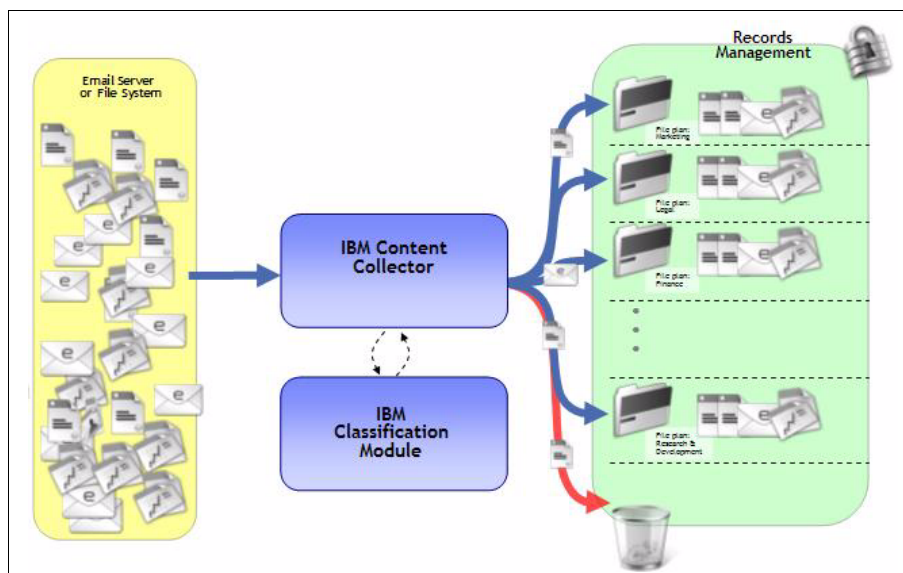 Email Server
or File System
IBM Content
Collector
IBM
Classification
Module
Records
Management
File plan:
Marketing
File plan:
Legal
File plan:
Finance
File plan:
Research &
Development
e
e
e
e
e
e
e
e
e
e
e
e
e